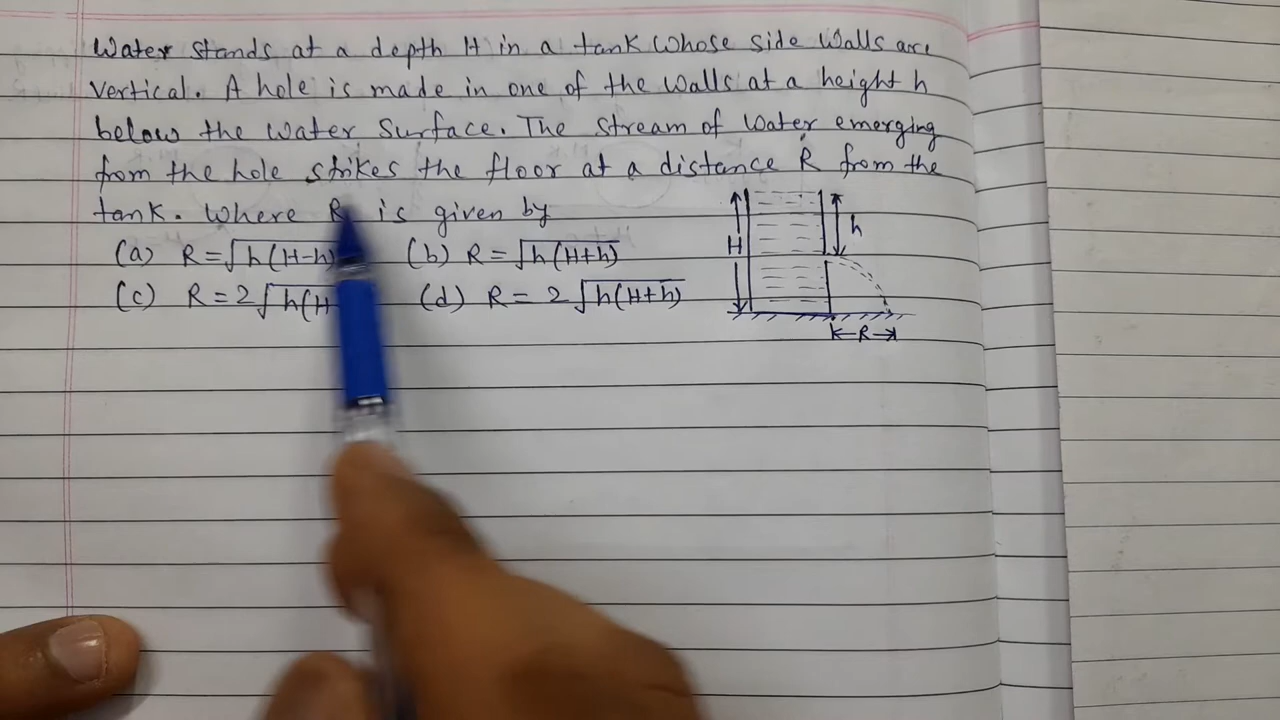 Water stands at a depth H in a tank whose side walls are
vertical. A hole is made in one of the walls at a height h
below the water surface. The stream of water emerging
from the hole strikes the floor at a distance R from the
tank. Where R is given by
(a) R=√h(H-h) (b) R=√h(H+h)
(c) R=2√h(H (d) R= 2√h(H+h)
H
h
R